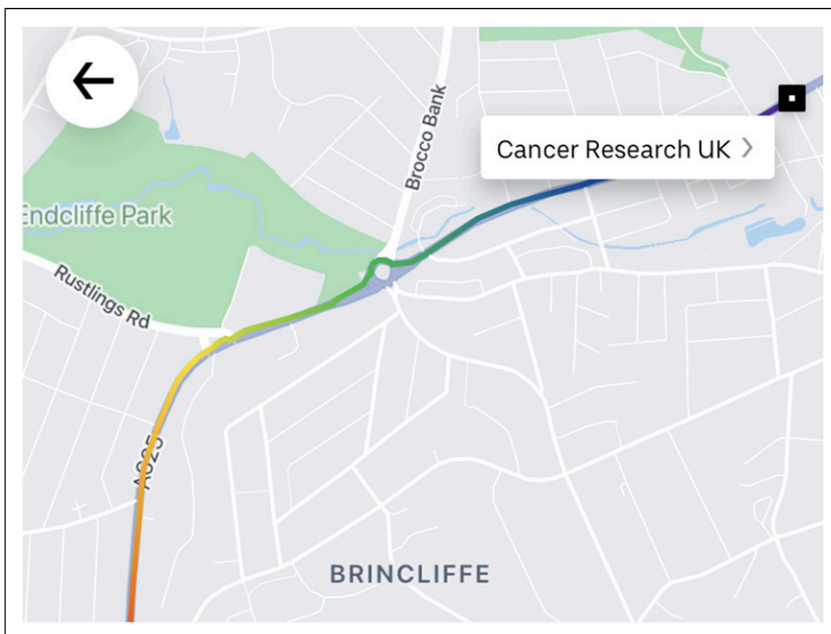 Brocco Bank
Cancer Research UK
Endcliffe Park
Rustlings Rd
A625
BRINCLIFFE